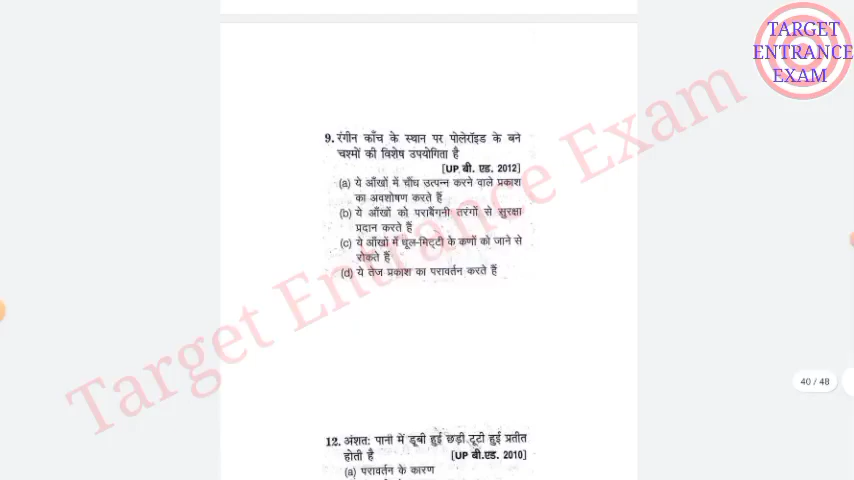 TARGET
ENTRANCE
EXAM
Target Entrance Exam
9. रंगीन काँच के स्थान पर पोलेरॉइड के बने
चश्मों की विशेष उपयोगिता है
[UP बी. एड. 2012]
(a) ये आँखों में चौंध उत्पन्न करने वाले प्रकाश
का अवशोषण करते हैं
(b) ये आँखों को पराबैंगनी तरंगों से सुरक्षा
प्रदान करते हैं
(c) ये आँखों में धूल-मिट्टी के कणों को जाने से
रोकते हैं
(d) ये तेज प्रकाश का परावर्तन करते हैं
40 / 48
12. अंशत: पानी में डूबी हुई छड़ी टूटी हुई प्रतीत
होती है [UP बी.एड. 2010]
(a) परावर्तन के कारण